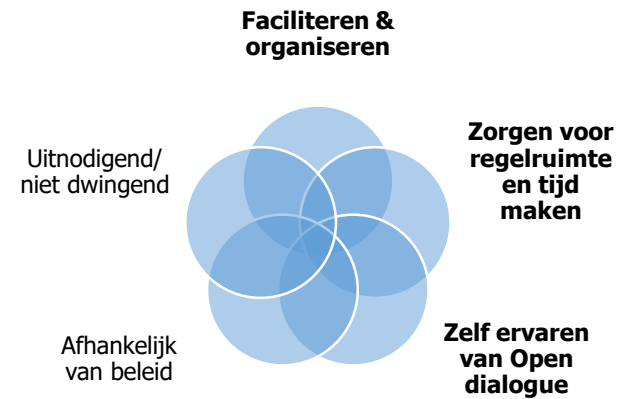 Faciliteren &
organiseren
Zorgen voor
regelruimte
en tijd
maken
Zelf ervaren
van Open
dialogue
Afhankelijk
van beleid
Uitnodigend/
niet dwingend